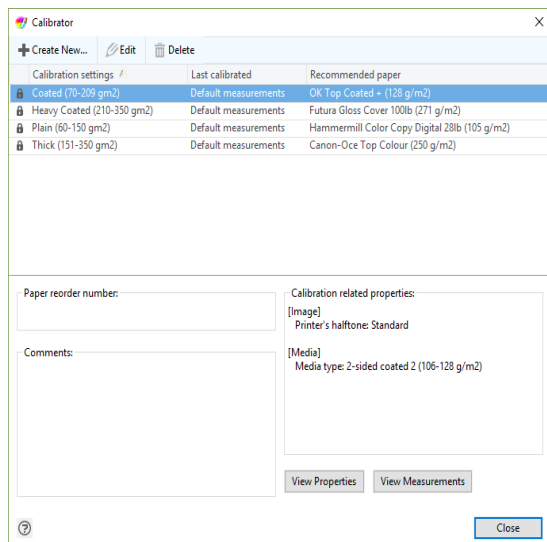 Calibrator
Create New... Edit Delete
Calibration settings Last calibrated Recommended paper
Coated (70-209 gm2) Default measurements OK Top Coated + (128 g/m2)
Heavy Coated (210-350 gm2) Default measurements Futura Gloss Cover 100lb (271 g/m2)
Plain (60-150 gm2) Default measurements Hammermill Color Copy Digital 28lb (105 g/m2)
Thick (151-350 gm2) Default measurements Canon-Oce Top Colour (250 g/m2)
Paper reorder number:
Comments:
Calibration related properties:
[Image]
Printer's halftone: Standard
[Media]
Media type: 2-sided coated 2 (106-128 g/m2)
View Properties View Measurements
? Close